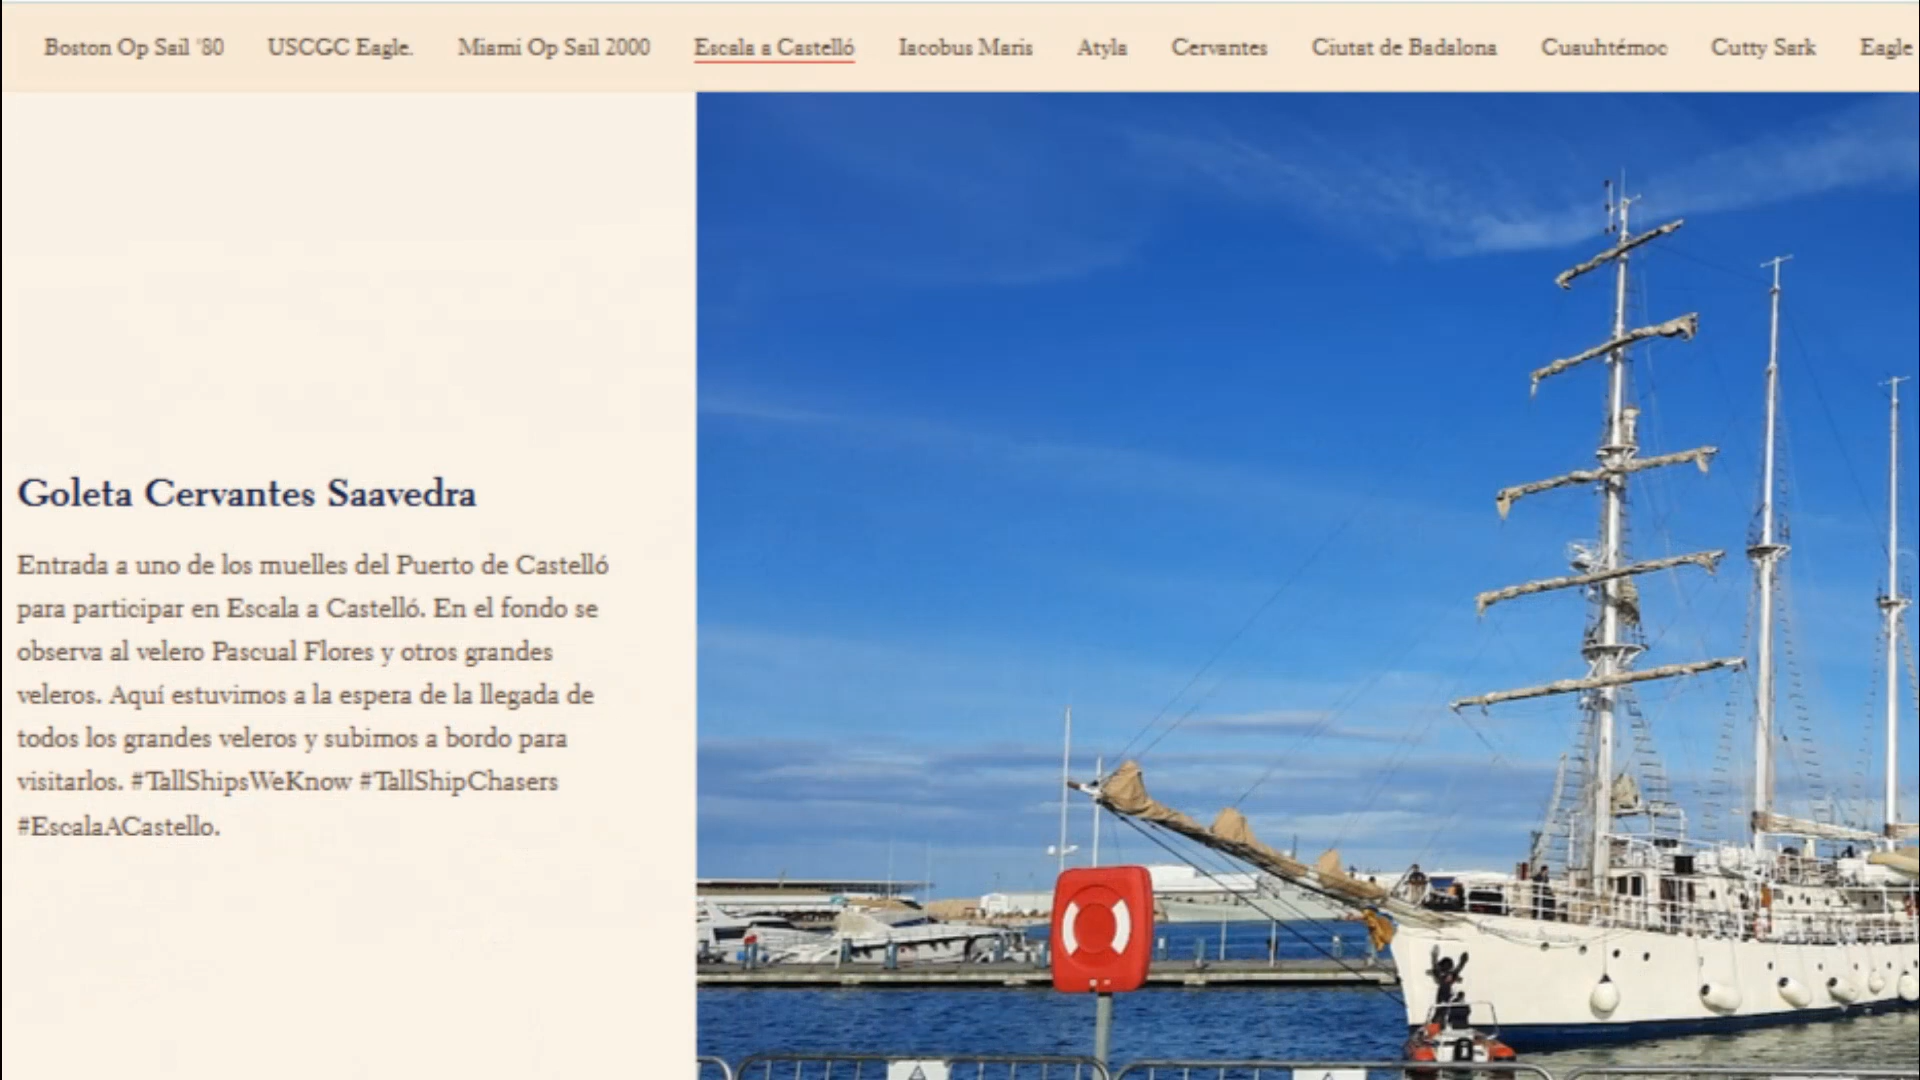 Boston Op Sail '80 USCGC Eagle. Miami Op Sail 2000 Escala a Castelló Iacobus Maris Atyla Cervantes Ciutat de Badalona Cuauhtémoc Cutty Sark Eagle
Goleta Cervantes Saavedra
Entrada a uno de los muelles del Puerto de Castelló
para participar en Escala a Castelló. En el fondo se
observa al velero Pascual Flores y otros grandes
veleros. Aquí estuvimos a la espera de la llegada de
todos los grandes veleros y subimos a bordo para
visitarlos. #TallShipsWeKnow #TallShipChasers
#EscalaACastello.